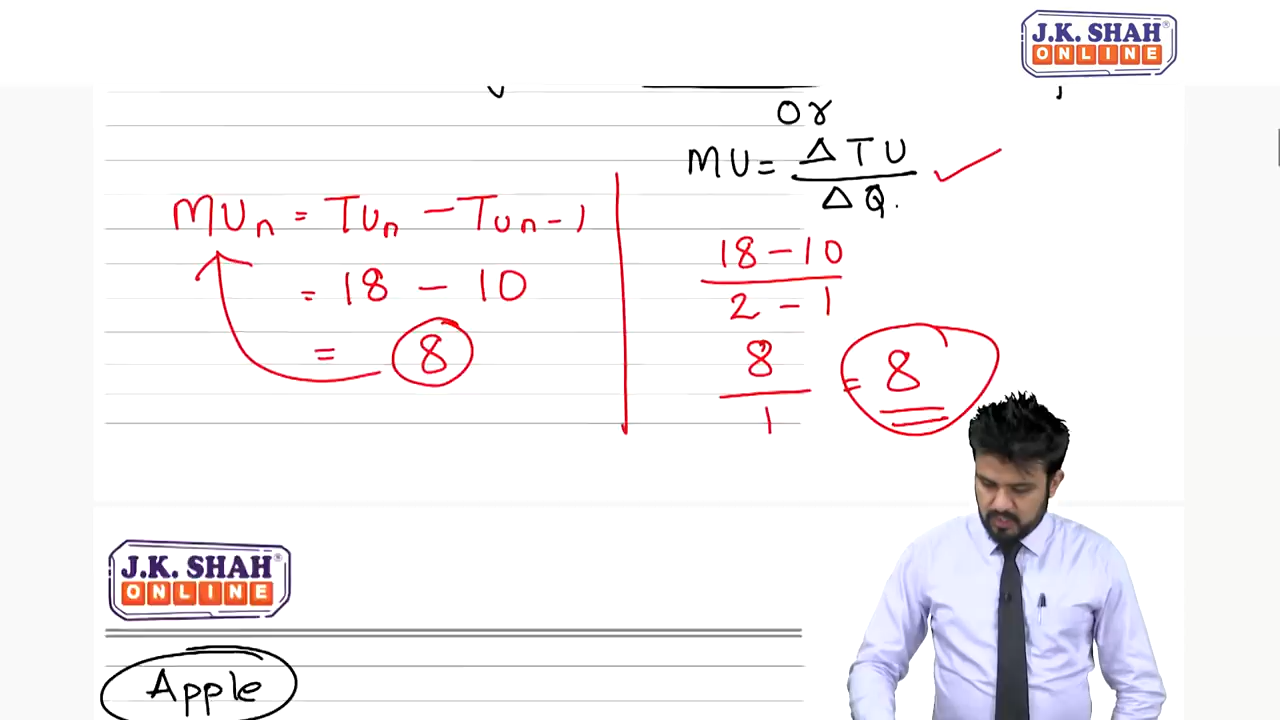 J.K. SHAH
ONLINE
Or
MU = ΔTU
ΔQ.
MUn = TUn - TUn-1
= 18 - 10
= 8
18 - 10
2 - 1
8
1
= 8
J.K. SHAH
ONLINE
Apple